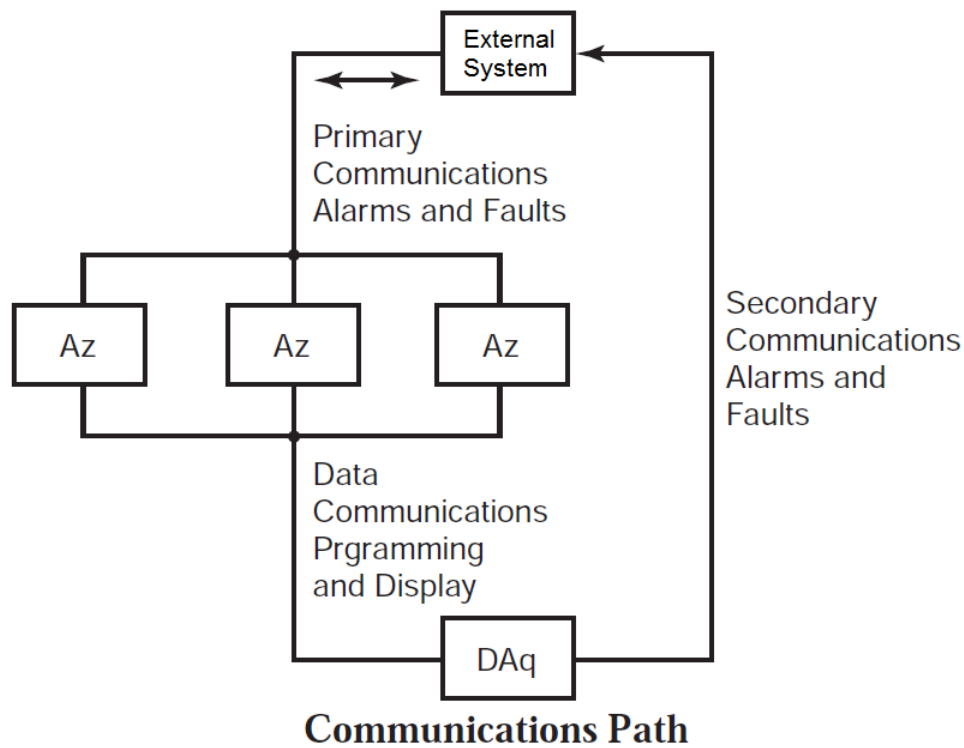 External
System
Primary
Communications
Alarms and Faults
Az
Az
Az
Secondary
Communications
Alarms and
Faults
Data
Communications
Prgramming
and Display
DAq
Communications Path